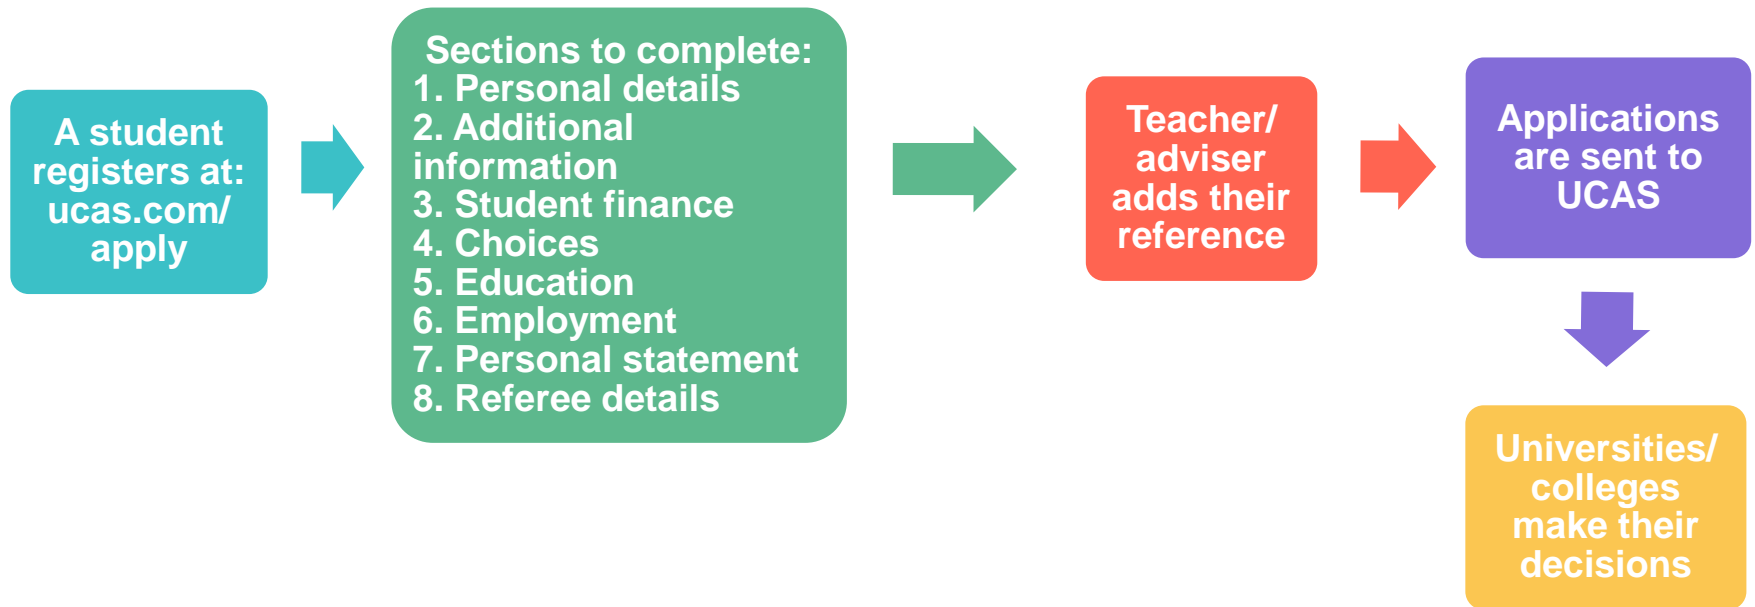 A student
registers at:
ucas.com/
apply
Sections to complete:
1. Personal details
2. Additional
information
3. Student finance
4. Choices
5. Education
6. Employment
7. Personal statement
8. Referee details
Teacher/
adviser
adds their
reference
Applications
are sent to
UCAS
Universities/
colleges
make their
decisions